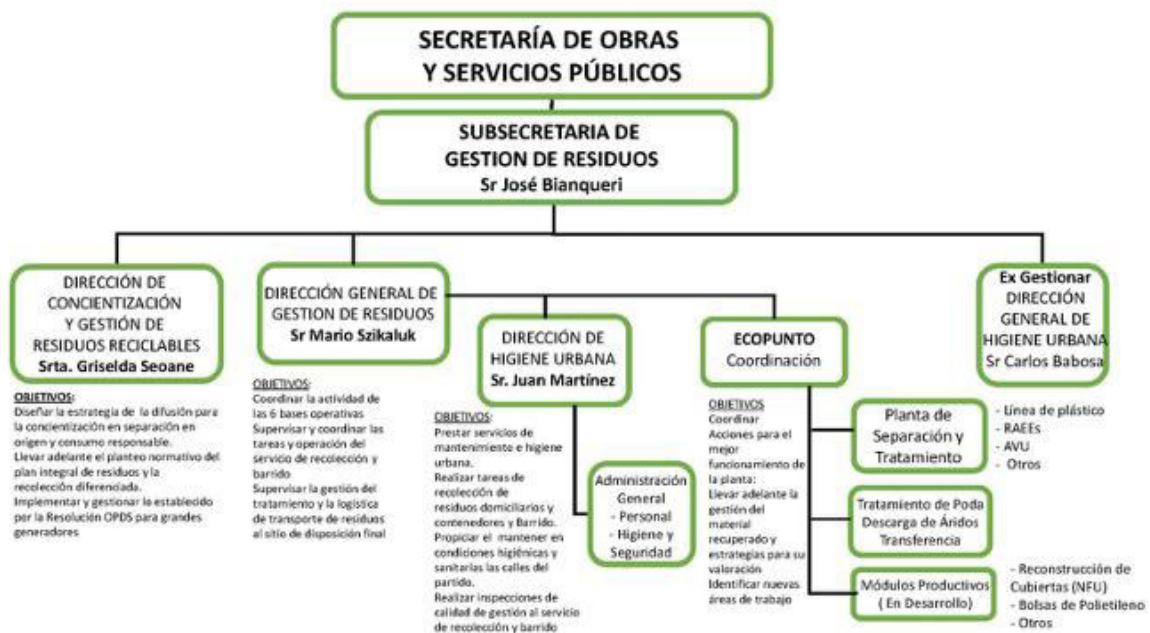 SECRETARÍA DE OBRAS
Y SERVICIOS PÚBLICOS
SUBSECRETARIA DE
GESTION DE RESIDUOS
Sr José Bianqueri
DIRECCIÓN DE
CONCIENTIZACIÓN
Y GESTIÓN DE
RESIDUOS RECICLABLES
Srta. Griselda Seoane
OBJETIVOS:
Diseñar la estrategia de la difusión para
la concientización en separación en
origen y consumo responsable.
Llevar adelante el planteo normativo del
plan integral de residuos y la
recolección diferenciada.
Implementar y gestionar lo establecido
por la Resolución OPDS para grandes
generadores
DIRECCIÓN GENERAL DE
GESTION DE RESIDUOS
Sr Mario Szikaluk
OBJETIVOS:
Coordinar la actividad de
las 6 bases operativas
Supervisar y coordinar las
tareas y operación del
servicio de recolección y
barrido
Supervisar la gestión del
tratamiento y la logística
de transporte de residuos
al sitio de disposición final
DIRECCIÓN DE
HIGIENE URBANA
Sr. Juan Martínez
OBJETIVOS:
Prestar servicios de
mantenimiento e higiene
urbana.
Realizar tareas de
recolección de
residuos domiciliarios y
contenedores y Barrido.
Propiciar el mantener en
condiciones higiénicas y
sanitarias las calles del
partido.
Realizar inspecciones de
calidad de gestión al servicio
de recolección y barrido
Administración
General
- Personal
- Higiene y
Seguridad
ECOPUNTO
Coordinación
OBJETIVOS
Coordinar
Acciones para el
mejor
funcionamiento de
la planta:
Llevar adelante la
gestión del
material
recuperado y
estrategias para su
valoración
Identificar nuevas
áreas de trabajo
Ex Gestionar
DIRECCIÓN
GENERAL DE
HIGIENE URBANA
Sr Carlos Babosa
Planta de
Separación y
Tratamiento
- Línea de plástico
- RAEEs
- AVU
- Otros
Tratamiento de Poda
Descarga de Áridos
Transferencia
Módulos Productivos
( En Desarrollo)
- Reconstrucción de
Cubiertas (NFU)
- Bolsas de Polietileno
- Otros